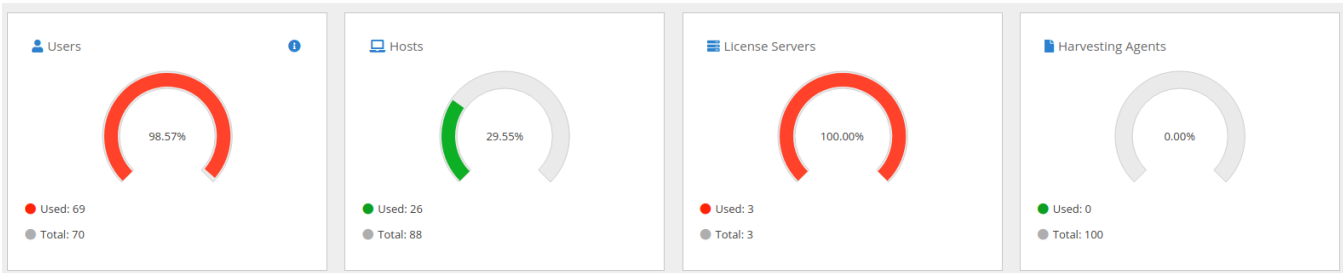 Users
98.57%
Used: 69
Total: 70
Hosts
29.55%
Used: 26
Total: 88
License Servers
100.00%
Used: 3
Total: 3
Harvesting Agents
0.00%
Used: 0
Total: 100